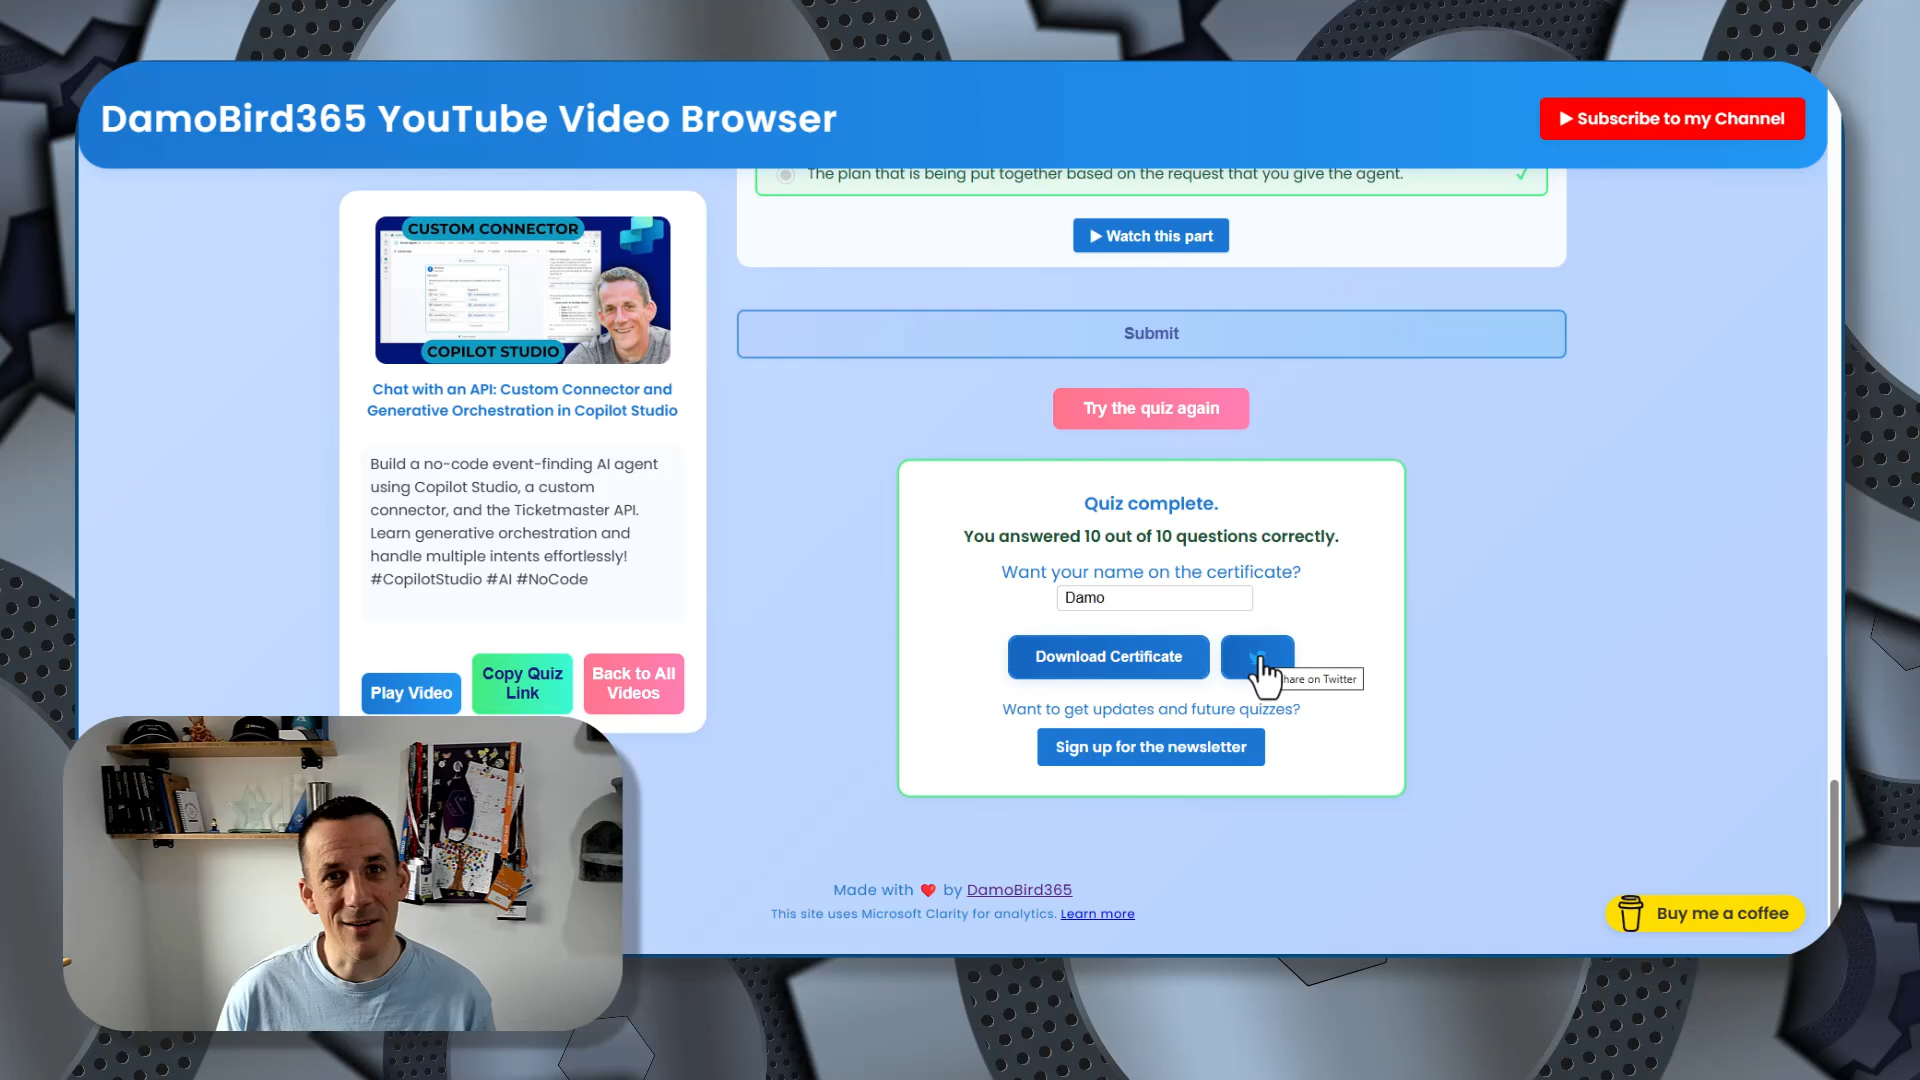 DamoBird365 YouTube Video Browser
Subscribe to my Channel
The plan that is being put together based on the request that you give the agent.
Watch this part
CUSTOM CONNECTOR
COPILOT STUDIO
Chat with an API: Custom Connector and
Generative Orchestration in Copilot Studio
Build a no-code event-finding AI agent
using Copilot Studio, a custom
connector, and the Ticketmaster API.
Learn generative orchestration and
handle multiple intents effortlessly!
#CopilotStudio #AI #NoCode
Play Video
Copy Quiz
Link
Back to All
Videos
Submit
Try the quiz again
Quiz complete.
You answered 10 out of 10 questions correctly.
Want your name on the certificate?
Damo
Download Certificate
on Twitter
Want to get updates and future quizzes?
Sign up for the newsletter
Made with ❤️ by DamoBird365
This site uses Microsoft Clarity for analytics. Learn more
Buy me a coffee